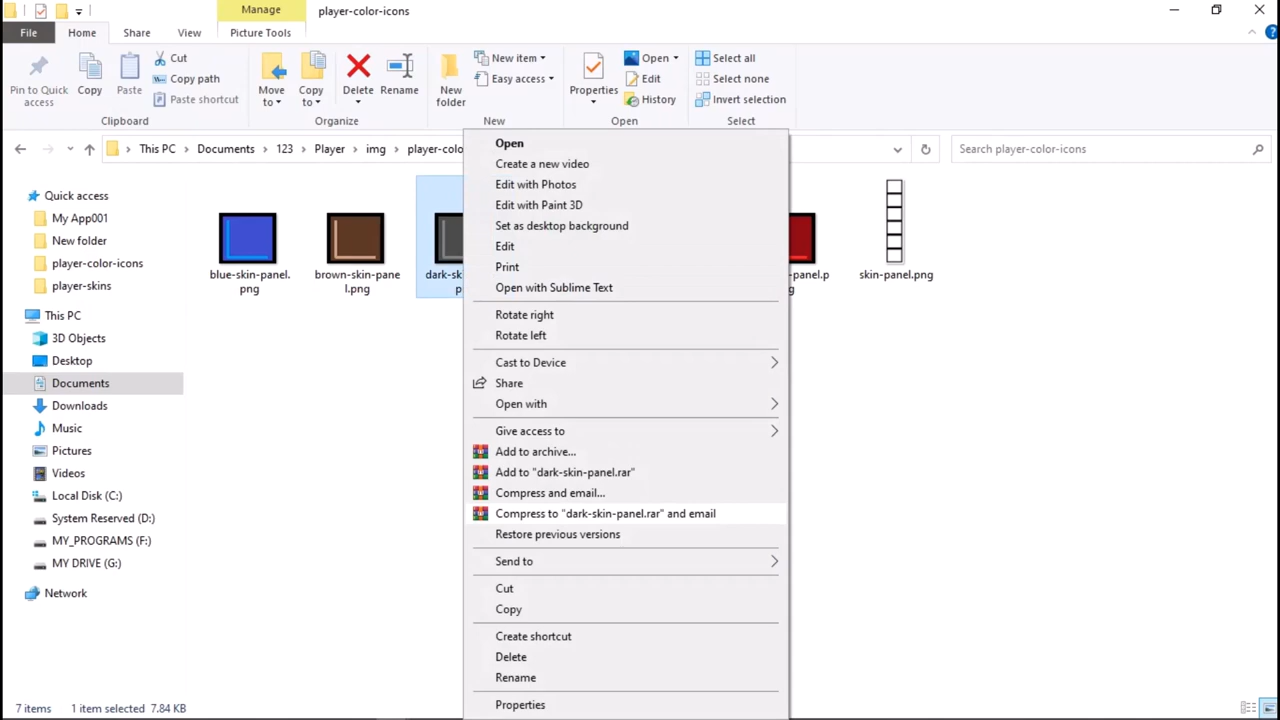 Manage
player-color-icons
File
Home
Share
View
Picture Tools
Pin to Quick
access
Copy
Paste
Cut
Copy path
Paste shortcut
Clipboard
Move
to
Copy
to
Delete
Rename
Organize
New
folder
New item
Easy access
New
Properties
Open
Edit
History
Open
Select all
Select none
Invert selection
Select
This PC
Documents
123
Player
img
player-colo
Search player-color-icons
Quick access
My App001
New folder
player-color-icons
player-skins
This PC
3D Objects
Desktop
Documents
Downloads
Music
Pictures
Videos
Local Disk (C:)
System Reserved (D:)
MY_PROGRAMS (F:)
MY DRIVE (G:)
Network
blue-skin-panel.
png
brown-skin-pane
l.png
dark-sk
p
-panel.p
g
skin-panel.png
Open
Create a new video
Edit with Photos
Edit with Paint 3D
Set as desktop background
Edit
Print
Open with Sublime Text
Rotate right
Rotate left
Cast to Device
Share
Open with
Give access to
Add to archive...
Add to "dark-skin-panel.rar"
Compress and email...
Compress to "dark-skin-panel.rar" and email
Restore previous versions
Send to
Cut
Copy
Create shortcut
Delete
Rename
Properties
7 items
1 item selected 7.84 KB